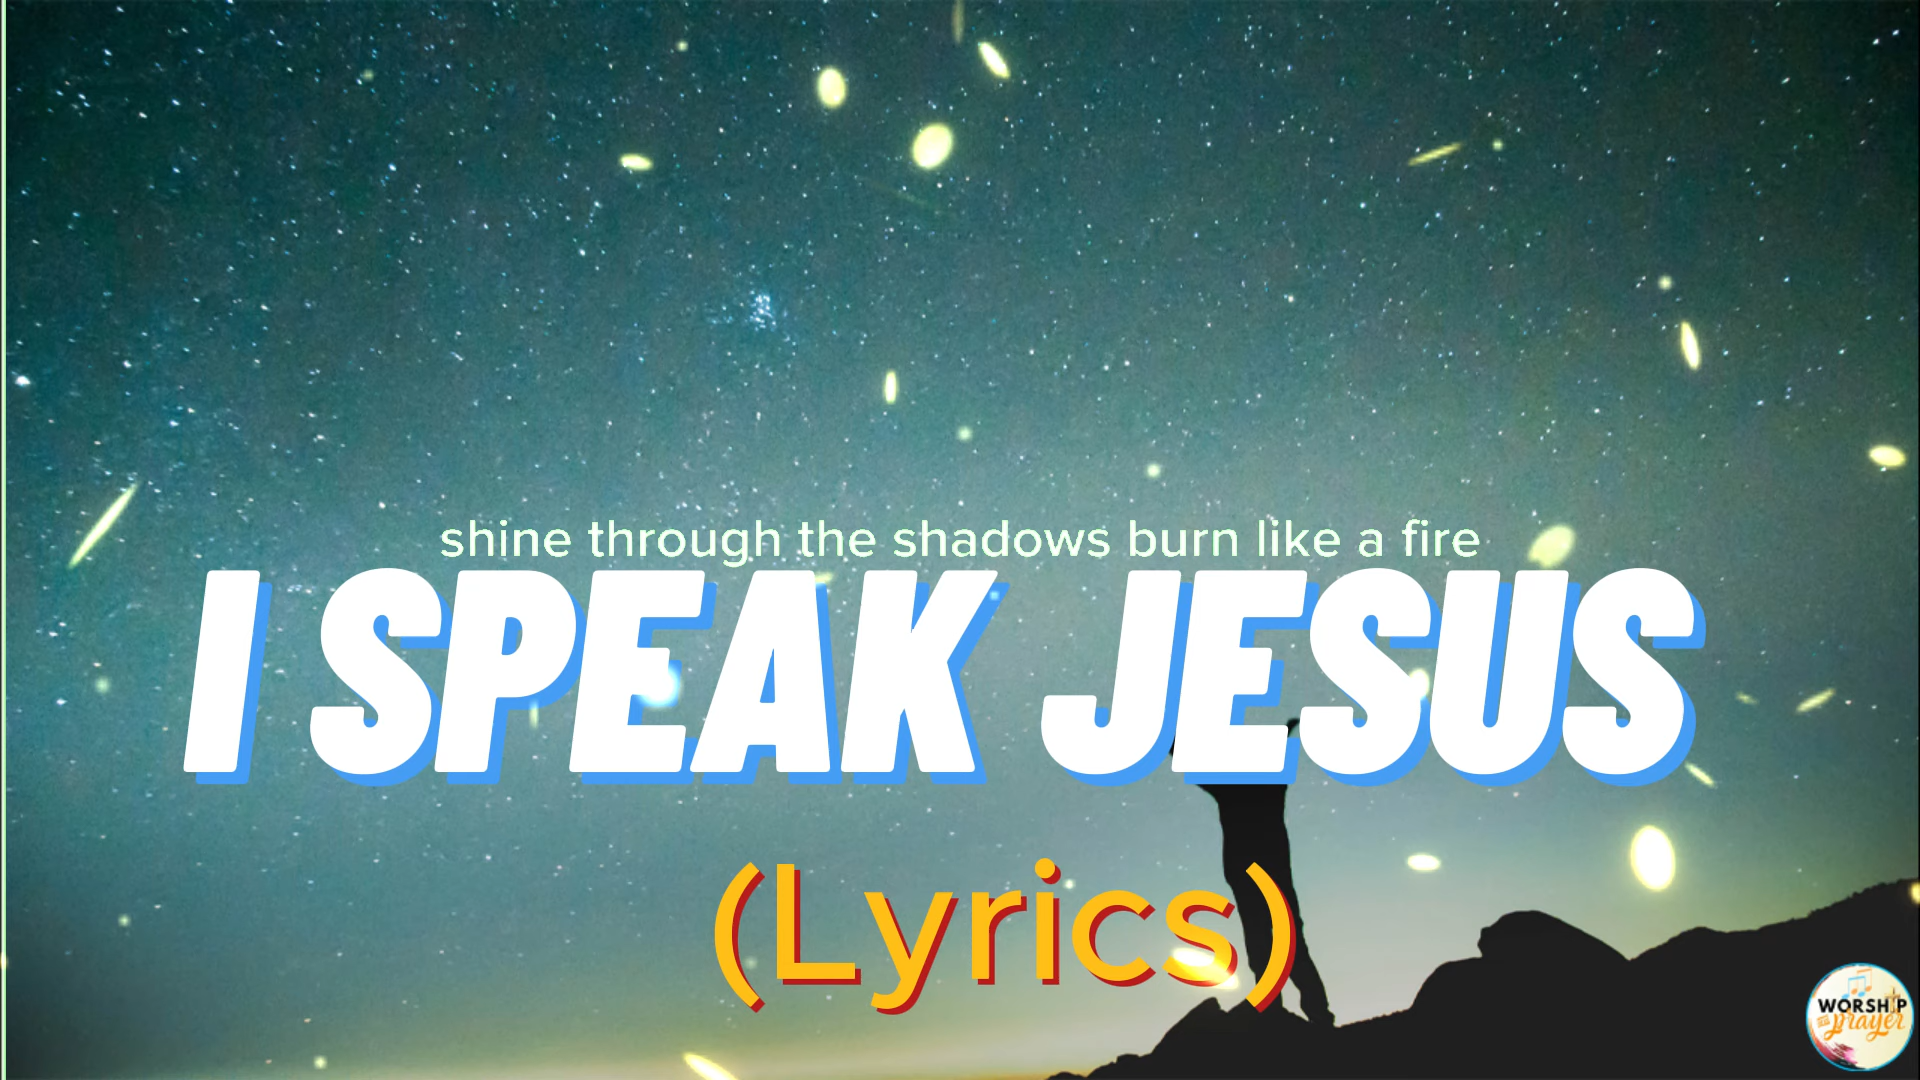 shine through the shadows burn like a fire
I SPEAK JESUS
(Lyrics)
WORSHIP
prayer